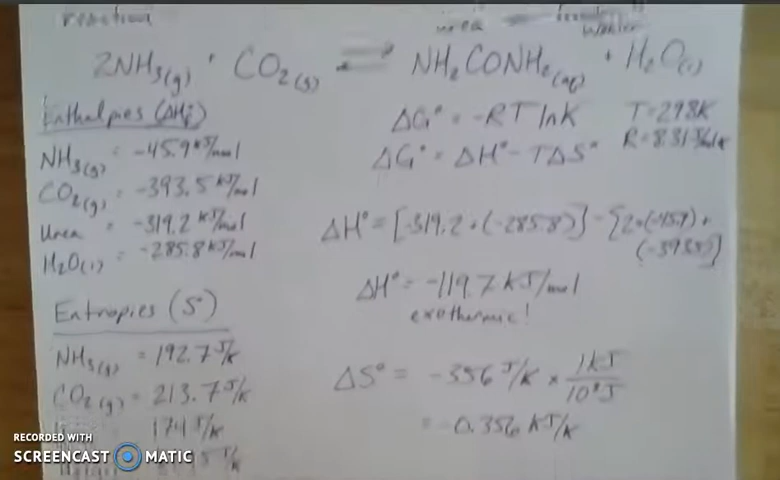 reaction
urea
Wohler
2NH₃(g) + CO₂(g) ⇌ NH₂CONH₂(aq) + H₂O(l)
Enthalpies (ΔH°f)
NH₃(g) = -45.9 kJ/mol
CO₂(g) = -393.5 kJ/mol
Urea = -319.2 kJ/mol
H₂O(l) = -285.8 kJ/mol
Entropies (S°)
NH₃(g) = 192.7 J/K
CO₂(g) = 213.7 J/K
174 J/K
ΔG° = -RT lnK
T = 298K
ΔG° = ΔH° - TΔS°
R = 8.31
ΔH° = [-319.2 + (-285.8)] - [2×(-45.9) + (-393.5)]
ΔH° = -119.7 kJ/mol
exothermic!
ΔS° = -356 J/K × 1kJ/10³J
= -0.356 kJ/K
RECORDED WITH
SCREENCAST MATIC